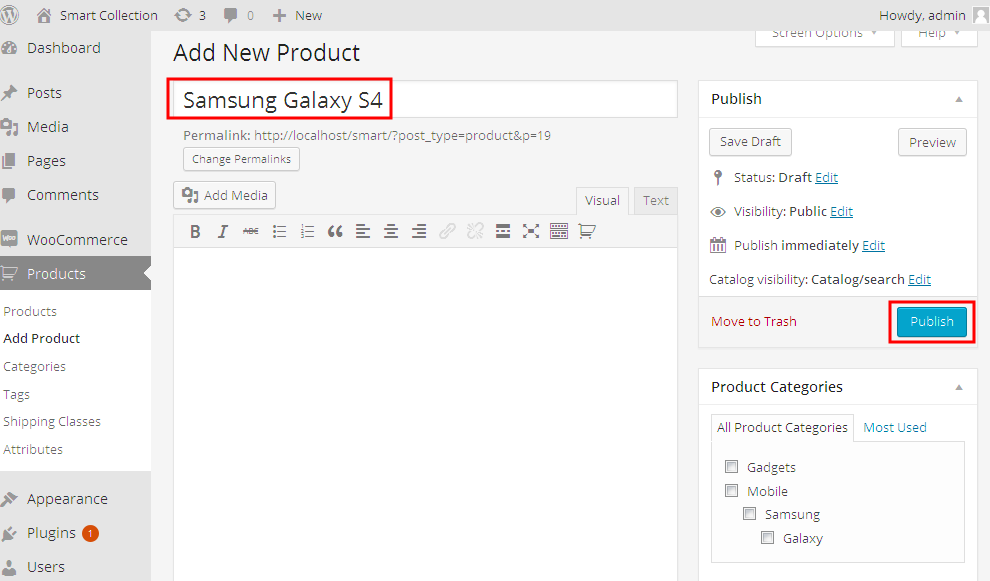 Smart Collection 3 0 New Howdy, admin
Screen Options Help
Dashboard
Posts
Media
Pages
Comments
WooCommerce
Products
Products
Add Product
Categories
Tags
Shipping Classes
Attributes
Appearance
Plugins 1
Users
Add New Product
Samsung Galaxy S4
Permalink: http://localhost/smart/?post_type=product&p=19
Change Permalinks
Add Media
Visual Text
B I ABC
Publish
Save Draft Preview
Status: Draft Edit
Visibility: Public Edit
Publish immediately Edit
Catalog visibility: Catalog/search Edit
Move to Trash Publish
Product Categories
All Product Categories Most Used
Gadgets
Mobile
Samsung
Galaxy